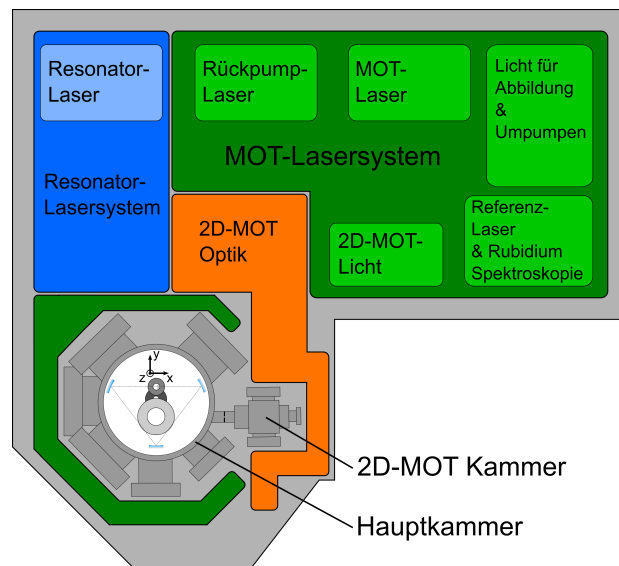 Resonator-
Laser
Rückpump-
Laser
MOT-
Laser
Licht für
Abbildung
&
Umpumpen
MOT-Lasersystem
Resonator-
Lasersystem
2D-MOT
Optik
2D-MOT-
Licht
Referenz-
Laser
& Rubidium
Spektroskopie
y
z
x
2D-MOT Kammer
Hauptkammer